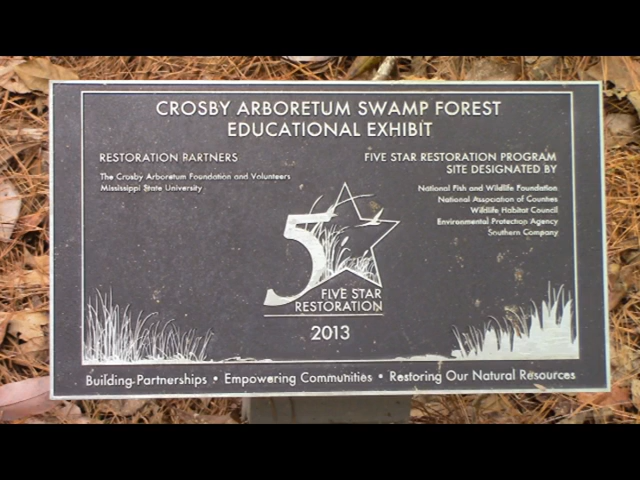 CROSBY ARBORETUM SWAMP FOREST
EDUCATIONAL EXHIBIT
RESTORATION PARTNERS
The Crosby Arboretum Foundation and Volunteers
Mississippi State University
FIVE STAR RESTORATION PROGRAM
SITE DESIGNATED BY
National Fish and Wildlife Foundation
National Association of Counties
Wildlife Habitat Council
Environmental Protection Agency
Southern Company
5
FIVE STAR
RESTORATION
2013
Building Partnerships • Empowering Communities • Restoring Our Natural Resources